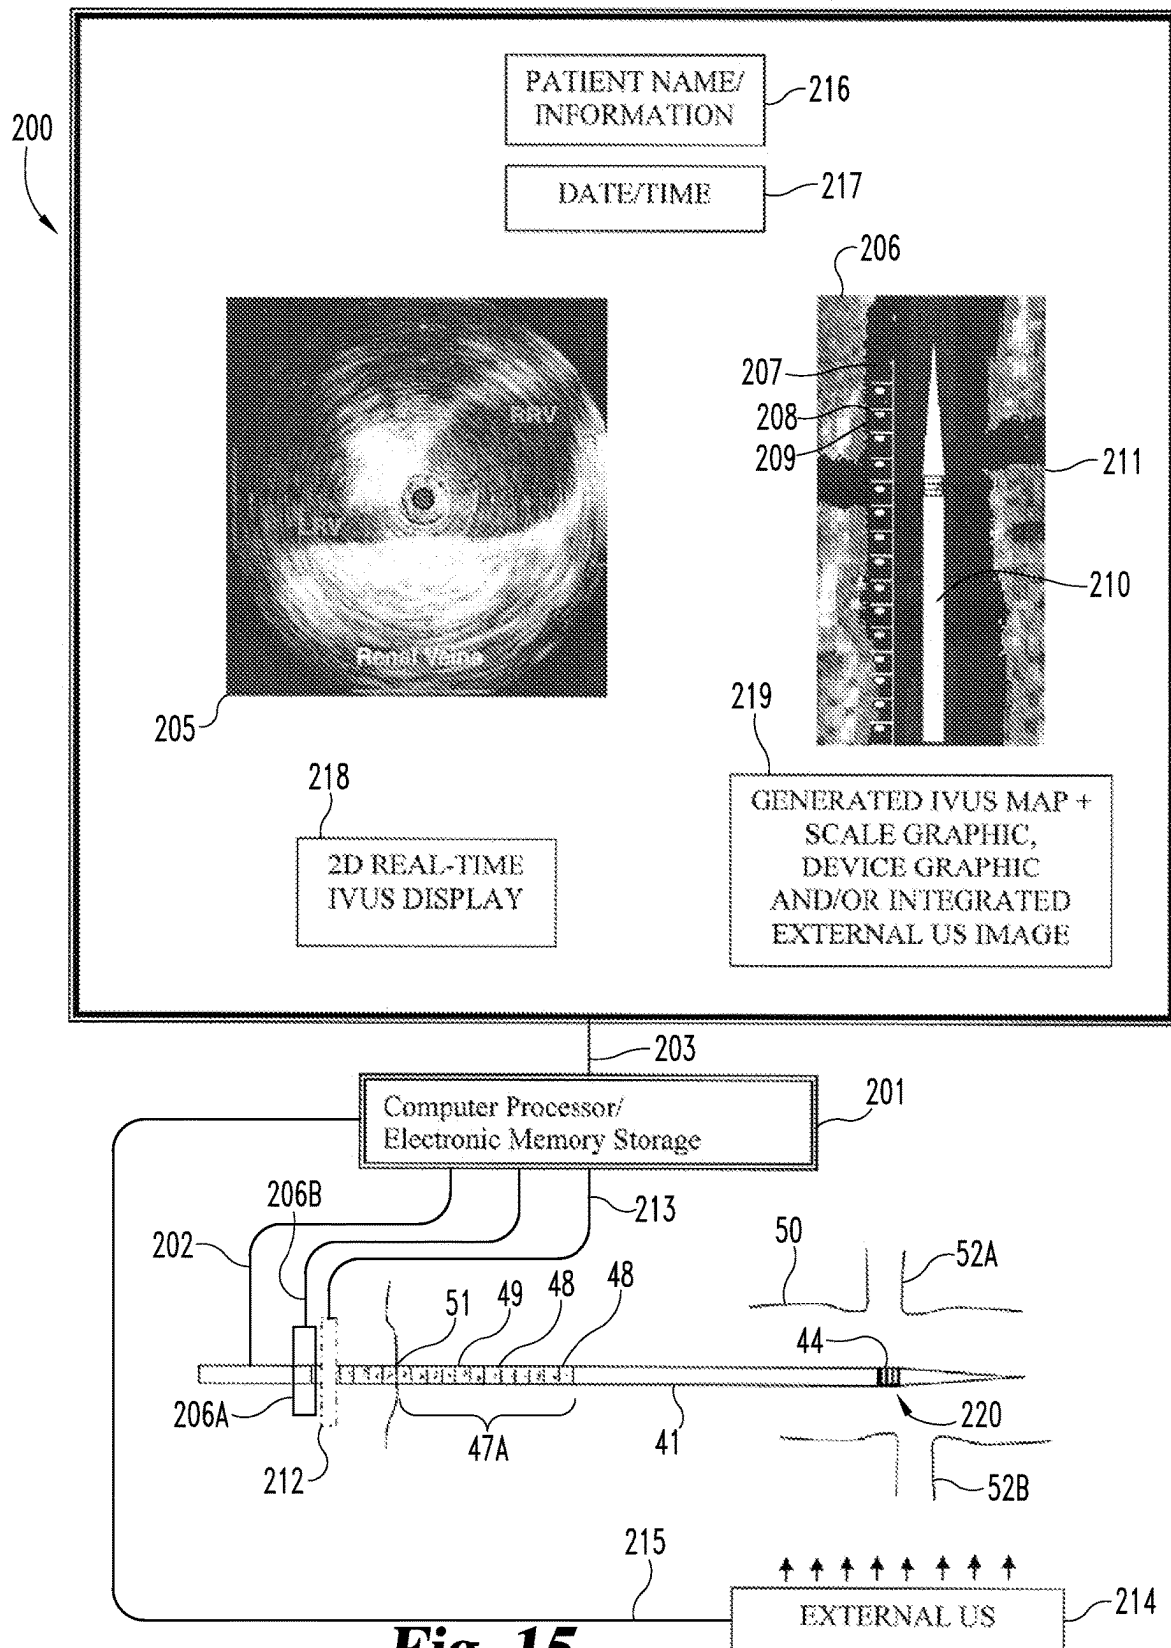 PATIENT NAME/
INFORMATION
216
200
DATE/TIME
217
206
207
208
209
RRV
LRV
211
210
Renal Veins
205
219
218
GENERATED IVUS MAP +
SCALE GRAPHIC,
DEVICE GRAPHIC
AND/OR INTEGRATED
EXTERNAL US IMAGE
2D REAL-TIME
IVUS DISPLAY
203
Computer Processor/
Electronic Memory Storage
201
206B
213
202
50
52A
51
49
48
48
44
206A
47A
41
220
212
52B
215
EXTERNAL US
214
Fig. 15